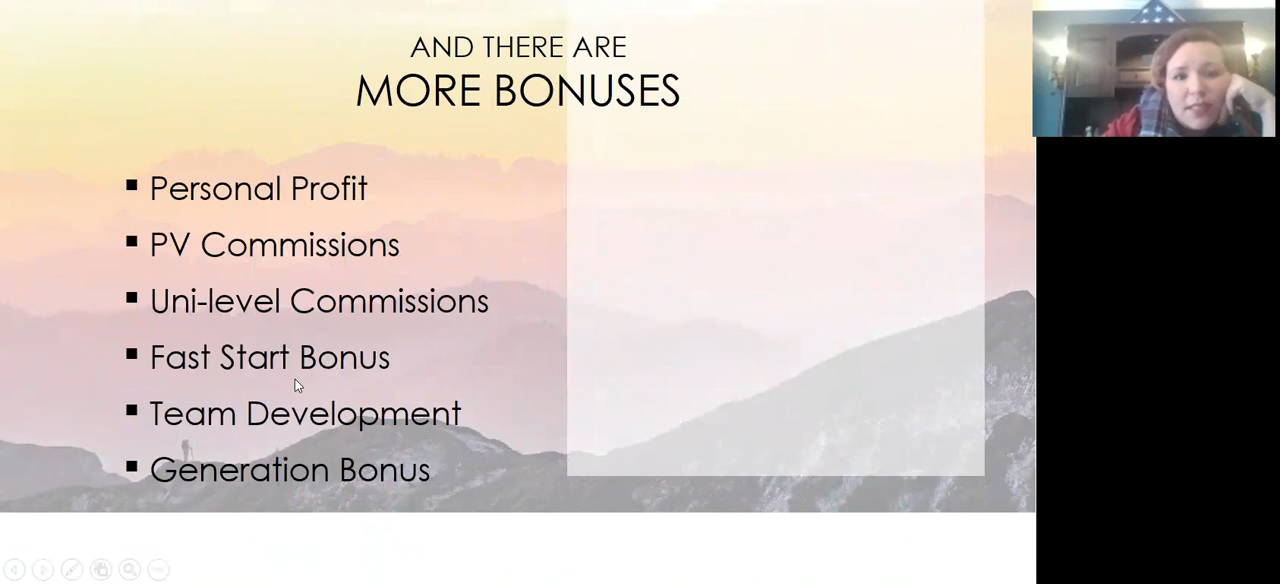 AND THERE ARE
MORE BONUSES
Personal Profit
PV Commissions
Uni-level Commissions
Fast Start Bonus
Team Development
Generation Bonus